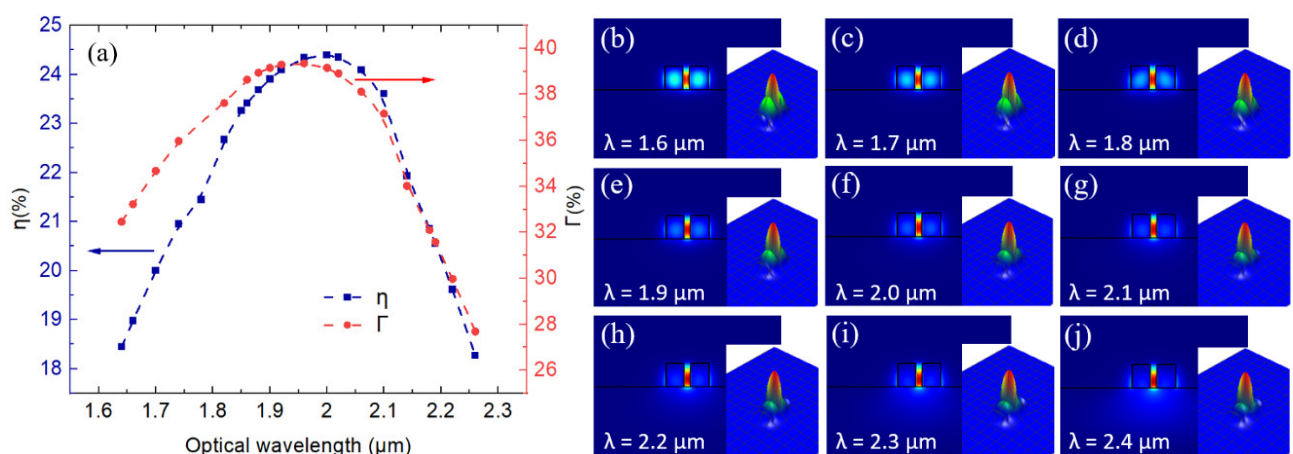 (a)
η(%)
25
24
23
22
21
20
19
18
1.6 1.7 1.8 1.9 2 2.1 2.2 2.3
Optical wavelength (μm)
40
38
36
34
32
30
28
26
25
Γ(%)
η
Γ
(b) (c) (d)
λ = 1.6 μm λ = 1.7 μm λ = 1.8 μm
(e) (f) (g)
λ = 1.9 μm λ = 2.0 μm λ = 2.1 μm
(h) (i) (j)
λ = 2.2 μm λ = 2.3 μm λ = 2.4 μm